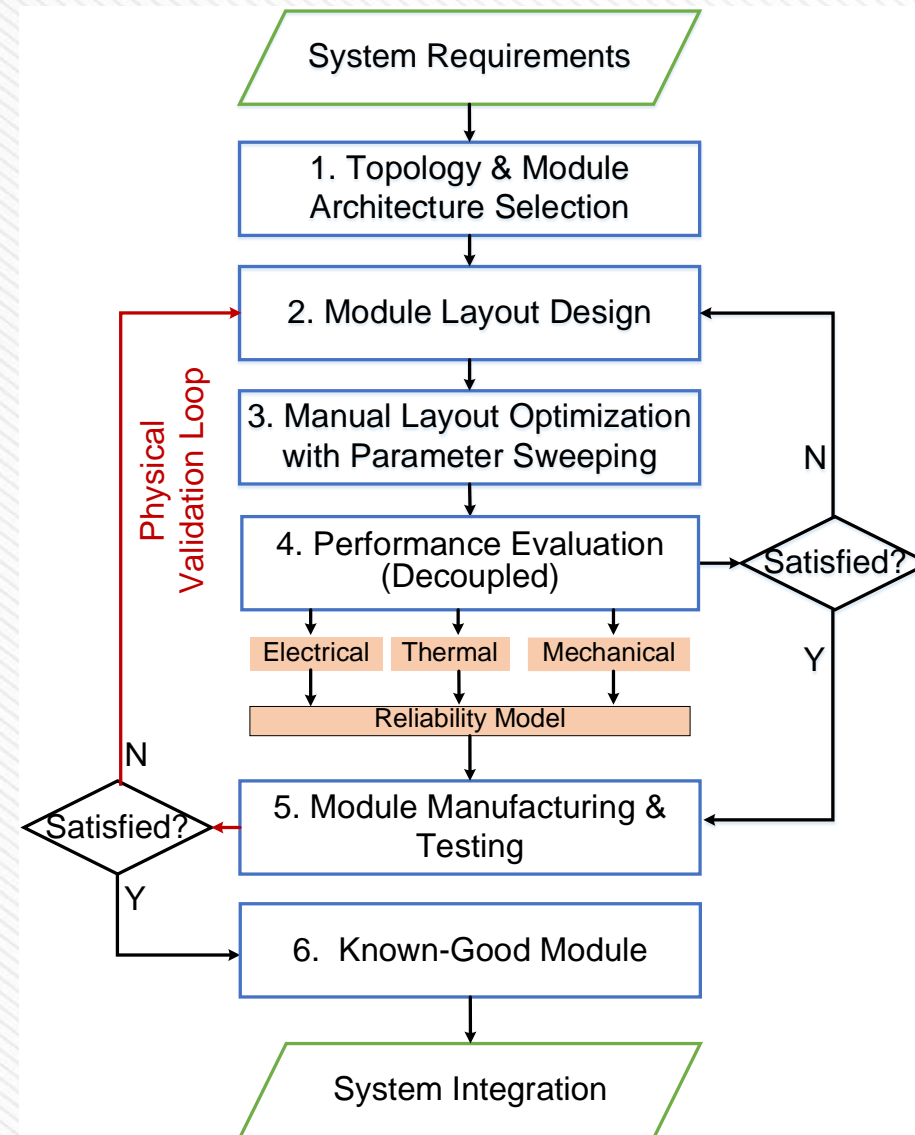 System Requirements
1. Topology & Module
Architecture Selection
2. Module Layout Design
Physical
Validation Loop
3. Manual Layout Optimization
with Parameter Sweeping
N
4. Performance Evaluation
(Decoupled)
Satisfied?
Electrical
Thermal
Mechanical
Y
Reliability Model
N
5. Module Manufacturing &
Testing
Satisfied?
Y
6. Known-Good Module
System Integration